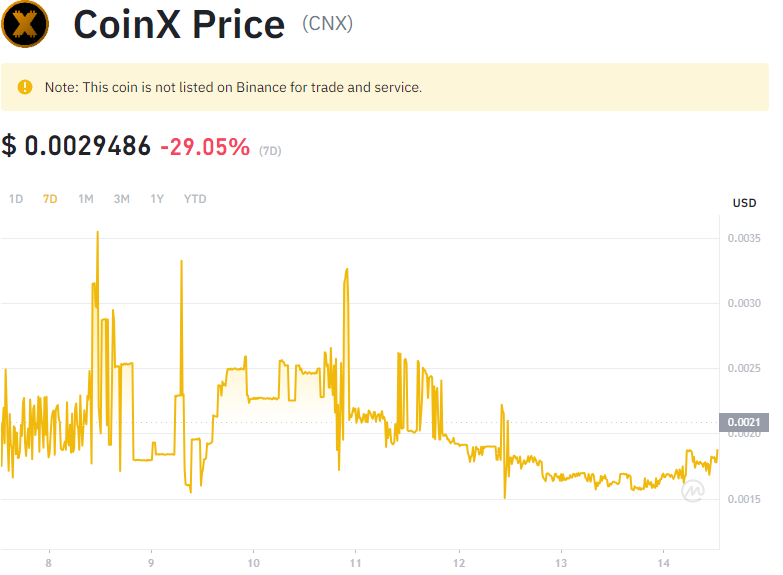 CoinX Price (CNX)
Note: This coin is not listed on Binance for trade and service.
$ 0.0029486 -29.05% (7D)
1D 7D 1M 3M 1Y YTD
USD
0.0035
0.0030
0.0025
0.0021
0.0020
0.0015
8 9 10 11 12 13 14